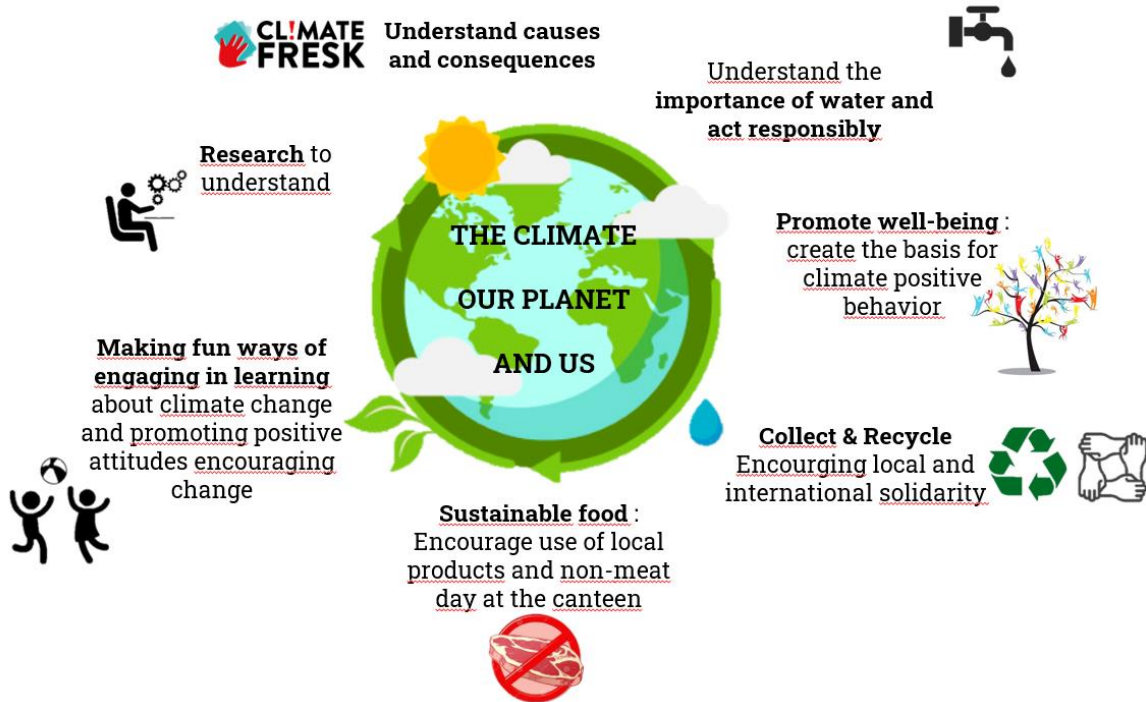 CL!MATE
FRESK
Understand causes
and consequences
Understand the
importance of water and
act responsibly
Research to
understand
Promote well-being :
create the basis for
climate positive
behavior
THE CLIMATE
OUR PLANET
AND US
Making fun ways of
engaging in learning
about climate change
and promoting positive
attitudes encouraging
change
Collect & Recycle
Encourging local and
international solidarity
Sustainable food :
Encourage use of local
products and non-meat
day at the canteen